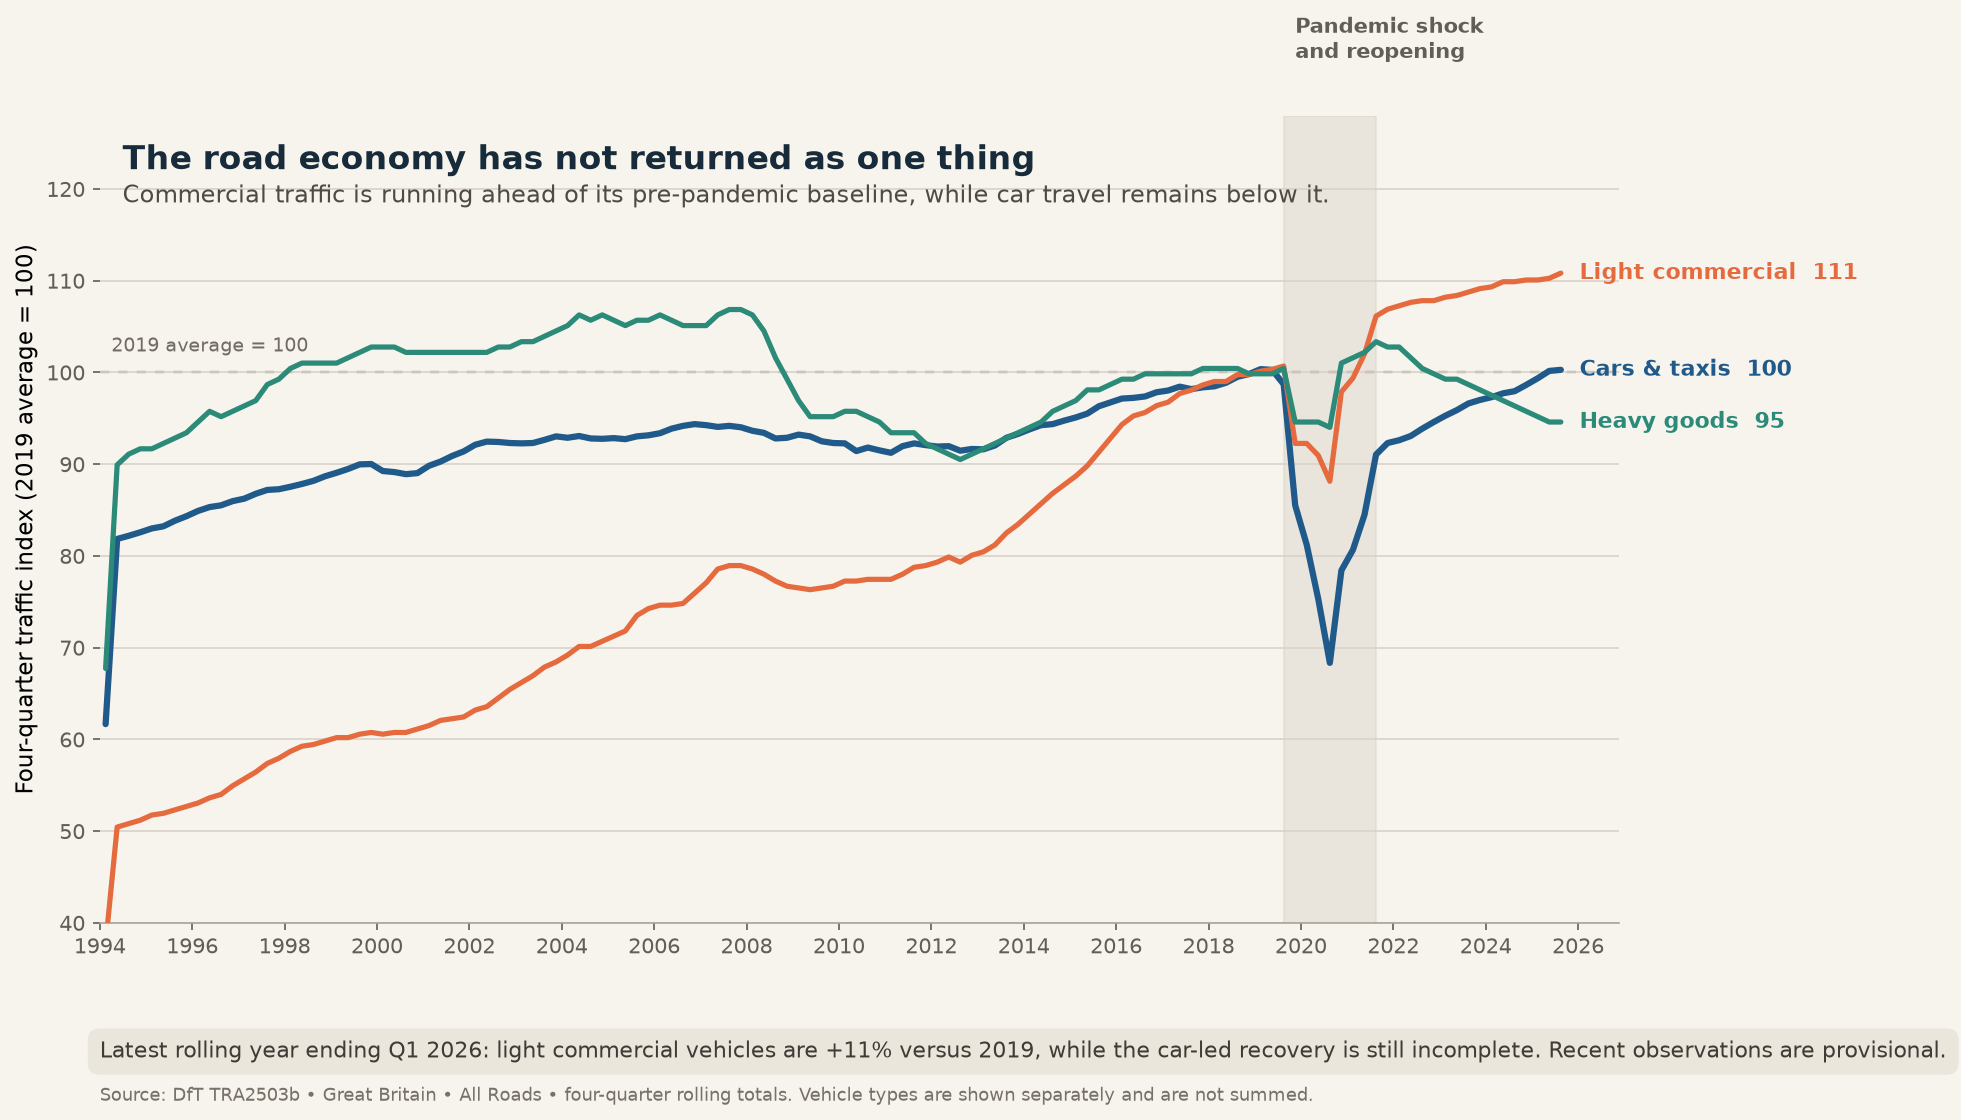 Pandemic shock
and reopening
The road economy has not returned as one thing
Commercial traffic is running ahead of its pre-pandemic baseline, while car travel remains below it.
Four-quarter traffic index (2019 average = 100)
120
110
100
90
80
70
60
50
40
2019 average = 100
Light commercial 111
Cars & taxis 100
Heavy goods 95
1994 1996 1998 2000 2002 2004 2006 2008 2010 2012 2014 2016 2018 2020 2022 2024 2026
Latest rolling year ending Q1 2026: light commercial vehicles are +11% versus 2019, while the car-led recovery is still incomplete. Recent observations are provisional.
Source: DfT TRA2503b • Great Britain • All Roads • four-quarter rolling totals. Vehicle types are shown separately and are not summed.